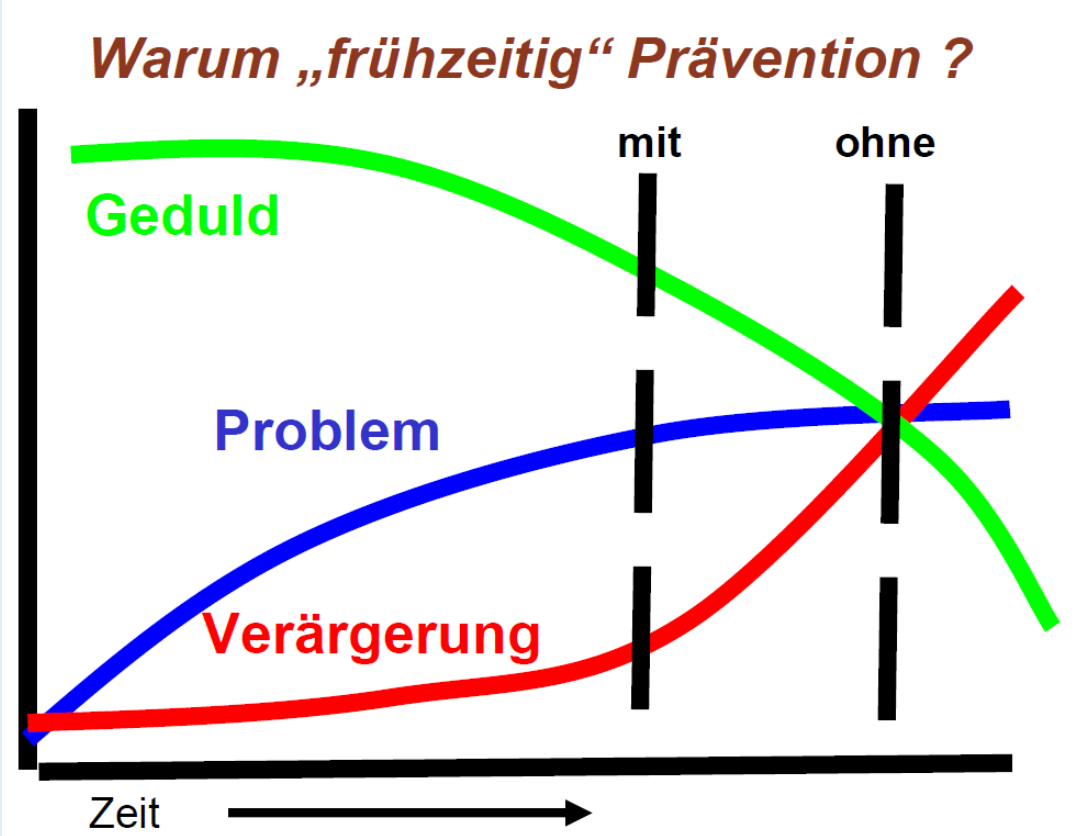 Warum „frühzeitig“ Prävention ?
mit
ohne
Geduld
Problem
Verärgerung
Zeit